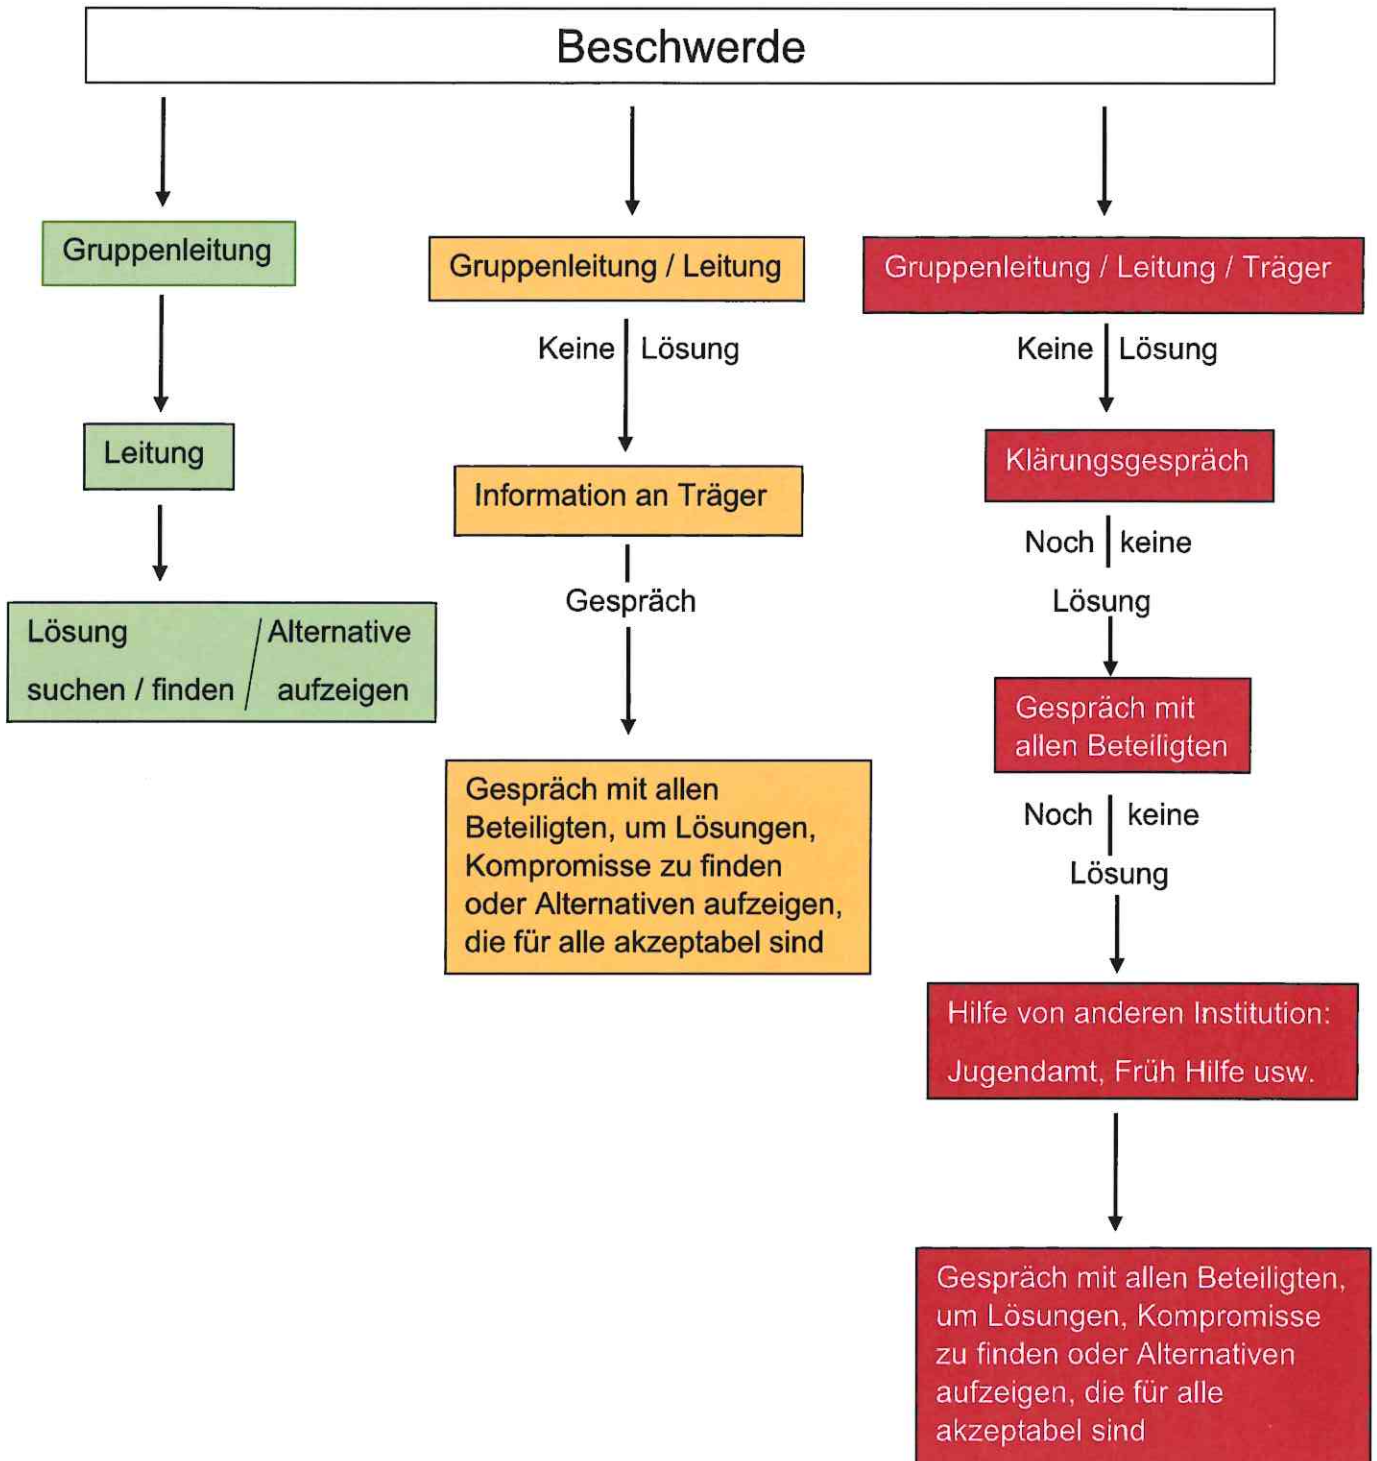 Beschwerde
Gruppenleitung
Leitung
Lösung / Alternative
suchen / finden / aufzeigen
Gruppenleitung / Leitung
Keine Lösung
Information an Träger
Gespräch
Gespräch mit allen
Beteiligten, um Lösungen,
Kompromisse zu finden
oder Alternativen aufzeigen,
die für alle akzeptabel sind
Gruppenleitung / Leitung / Träger
Keine Lösung
Klärungsgespräch
Noch keine
Lösung
Gespräch mit
allen Beteiligten
Noch keine
Lösung
Hilfe von anderen Institution:
Jugendamt, Früh Hilfe usw.
Gespräch mit allen Beteiligten,
um Lösungen, Kompromisse
zu finden oder Alternativen
aufzeigen, die für alle
akzeptabel sind